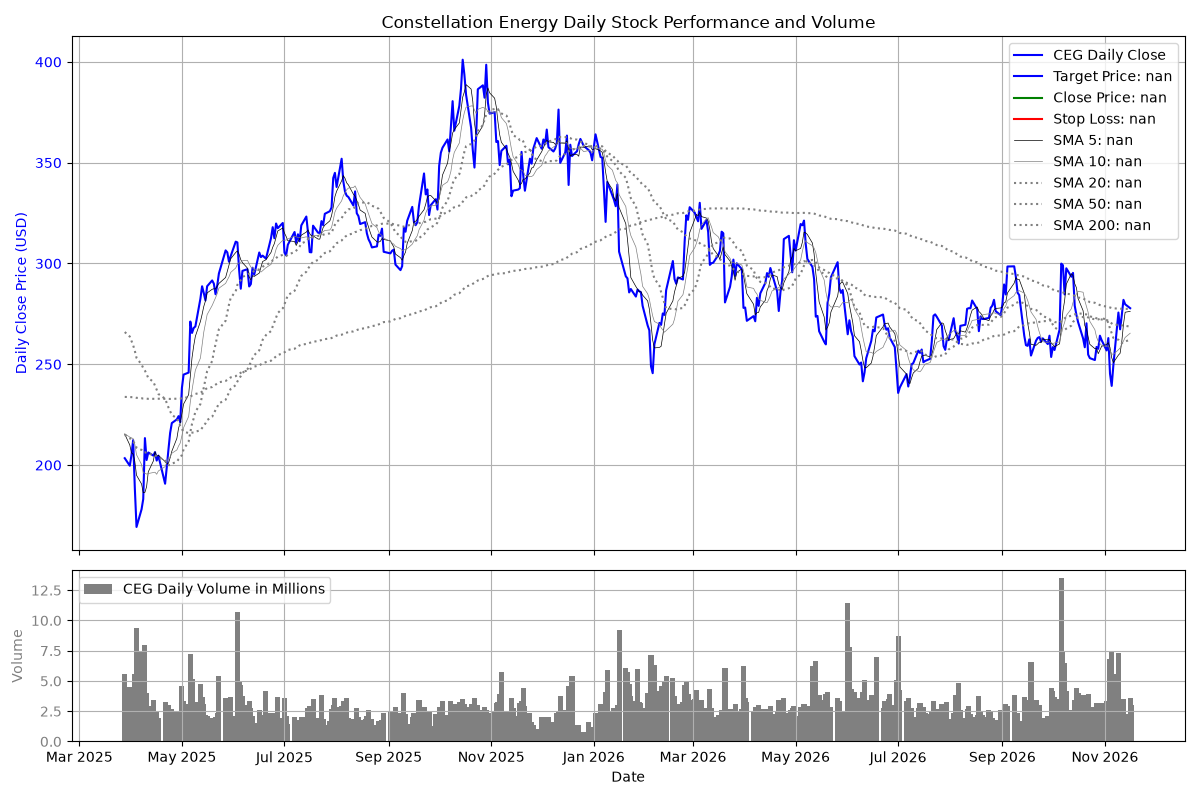 Constellation Energy Daily Stock Performance and Volume
Daily Close Price (USD)
400
350
300
250
200
CEG Daily Close
Target Price: nan
Close Price: nan
Stop Loss: nan
SMA 5: nan
SMA 10: nan
SMA 20: nan
SMA 50: nan
SMA 200: nan
Volume
12.5
10.0
7.5
5.0
2.5
0.0
CEG Daily Volume in Millions
Mar 2025 May 2025 Jul 2025 Sep 2025 Nov 2025 Jan 2026 Mar 2026 May 2026 Jul 2026 Sep 2026 Nov 2026
Date